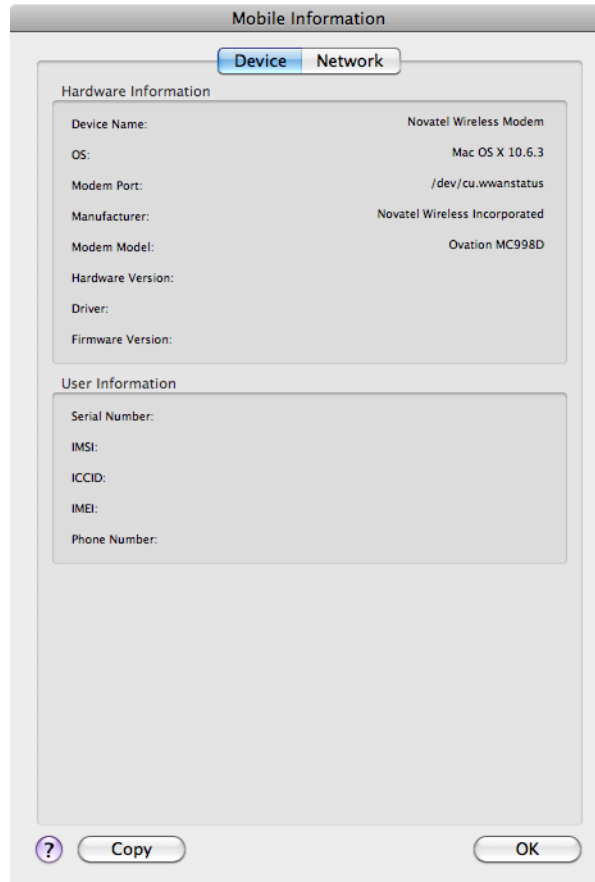 Mobile Information
Device Network
Hardware Information
Device Name: Novatel Wireless Modem
OS: Mac OS X 10.6.3
Modem Port: /dev/cu.wwanstatus
Manufacturer: Novatel Wireless Incorporated
Modem Model: Ovation MC998D
Hardware Version:
Driver:
Firmware Version:
User Information
Serial Number:
IMSI:
ICCID:
IMEI:
Phone Number:
? Copy OK